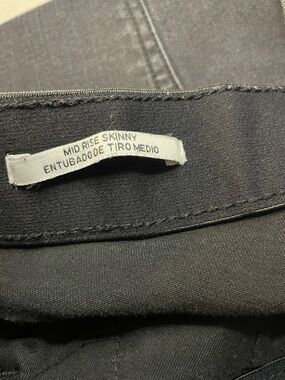 MID RISE SKINNY
ENTUBADO DE TIRO MEDIO